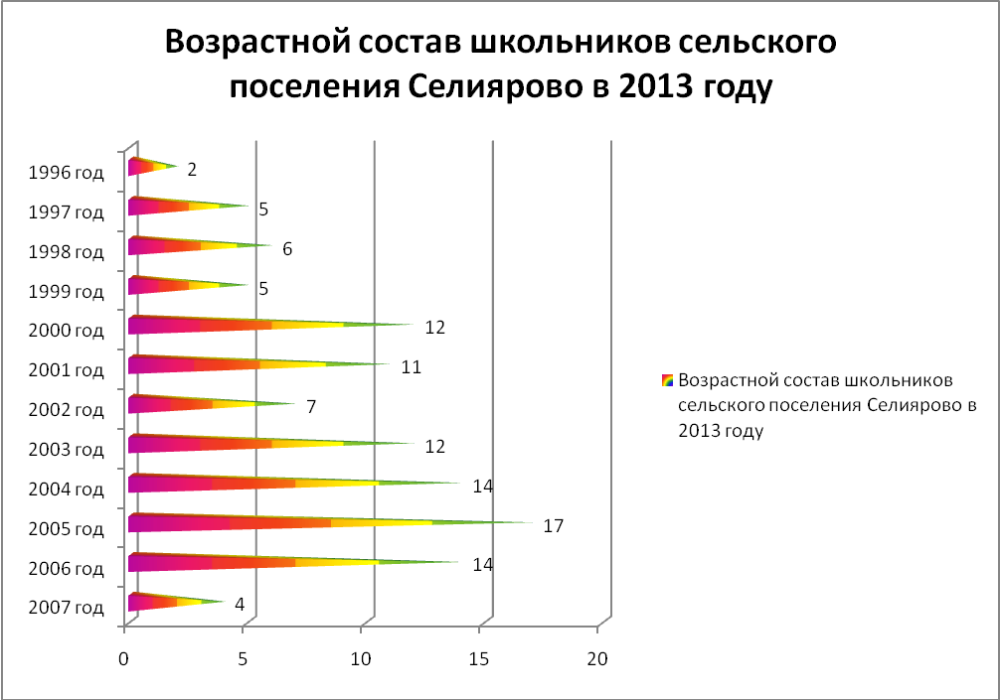 Возрастной состав школьников сельского
поселения Селиярово в 2013 году
1996 год 2
1997 год 5
1998 год 6
1999 год 5
2000 год 12
2001 год 11
2002 год 7
2003 год 12
2004 год 14
2005 год 17
2006 год 14
2007 год 4
0 5 10 15 20
Возрастной состав школьников
сельского поселения Селиярово в
2013 году